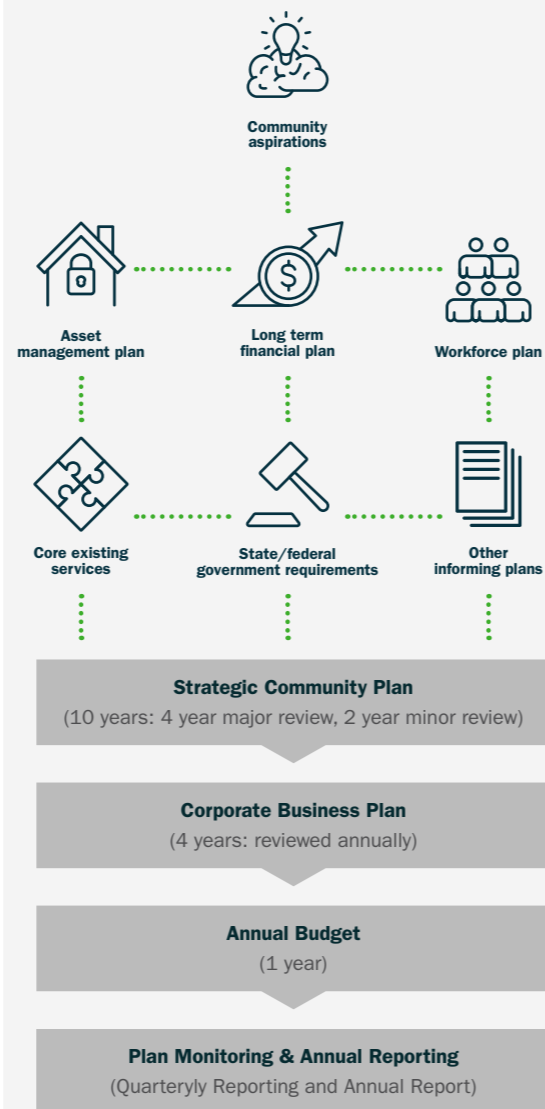 Community
aspirations
$
Asset
management plan
Long term
financial plan
Workforce plan
Core existing
services
State/federal
government requirements
Other
informing plans
Strategic Community Plan
(10 years: 4 year major review, 2 year minor review)
Corporate Business Plan
(4 years: reviewed annually)
Annual Budget
(1 year)
Plan Monitoring & Annual Reporting
(Quarteryly Reporting and Annual Report)